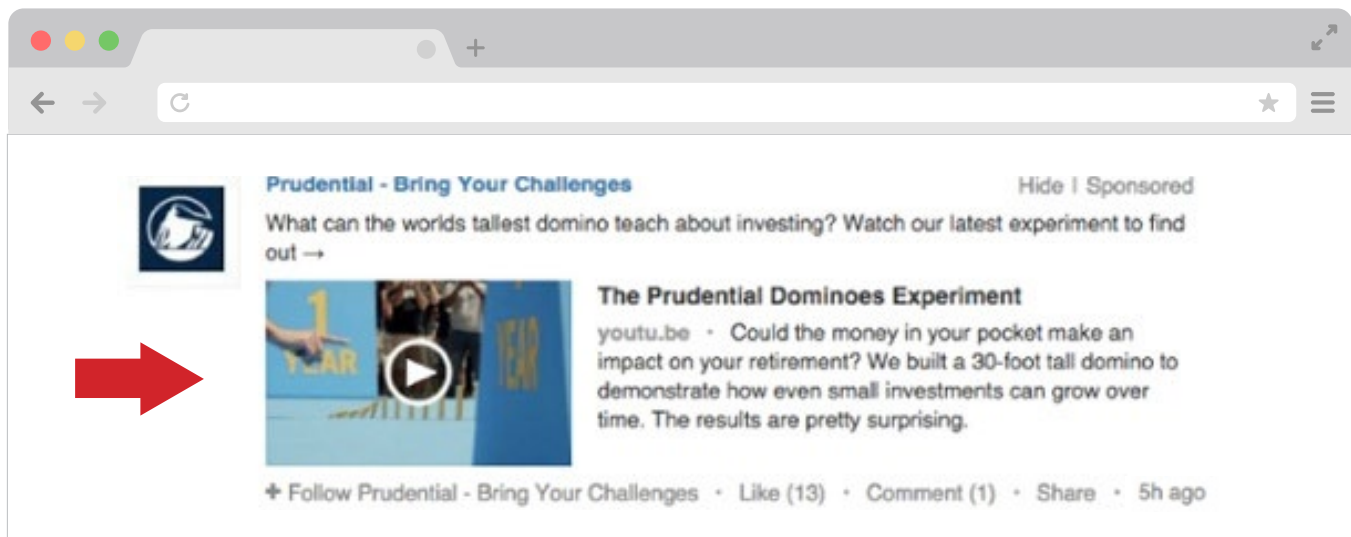 Prudential - Bring Your Challenges
Hide | Sponsored
What can the worlds tallest domino teach about investing? Watch our latest experiment to find
out →
1
YEAR
YEAR
The Prudential Dominoes Experiment
youtu.be · Could the money in your pocket make an
impact on your retirement? We built a 30-foot tall domino to
demonstrate how even small investments can grow over
time. The results are pretty surprising.
+ Follow Prudential - Bring Your Challenges · Like (13) · Comment (1) · Share · 5h ago